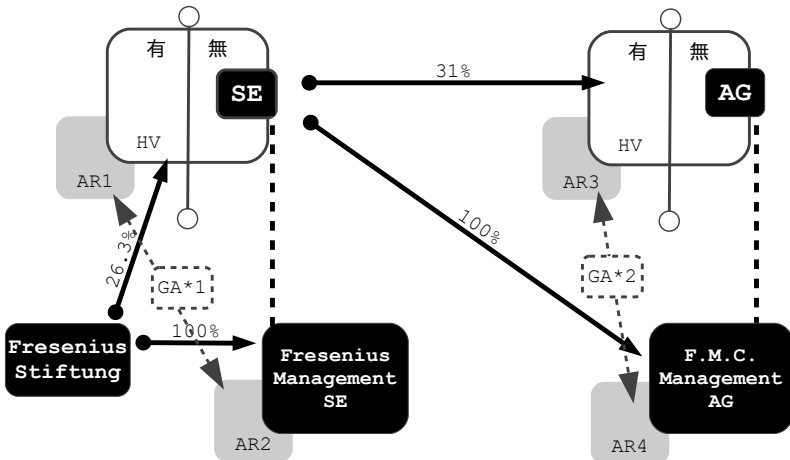 有 無
SE
HV
AR1
31%
有 無
AG
HV
AR3
26.3%
100%
GA*1
GA*2
Fresenius
Stiftung
100%
Fresenius
Management
SE
AR2
F.M.C.
Management
AG
AR4